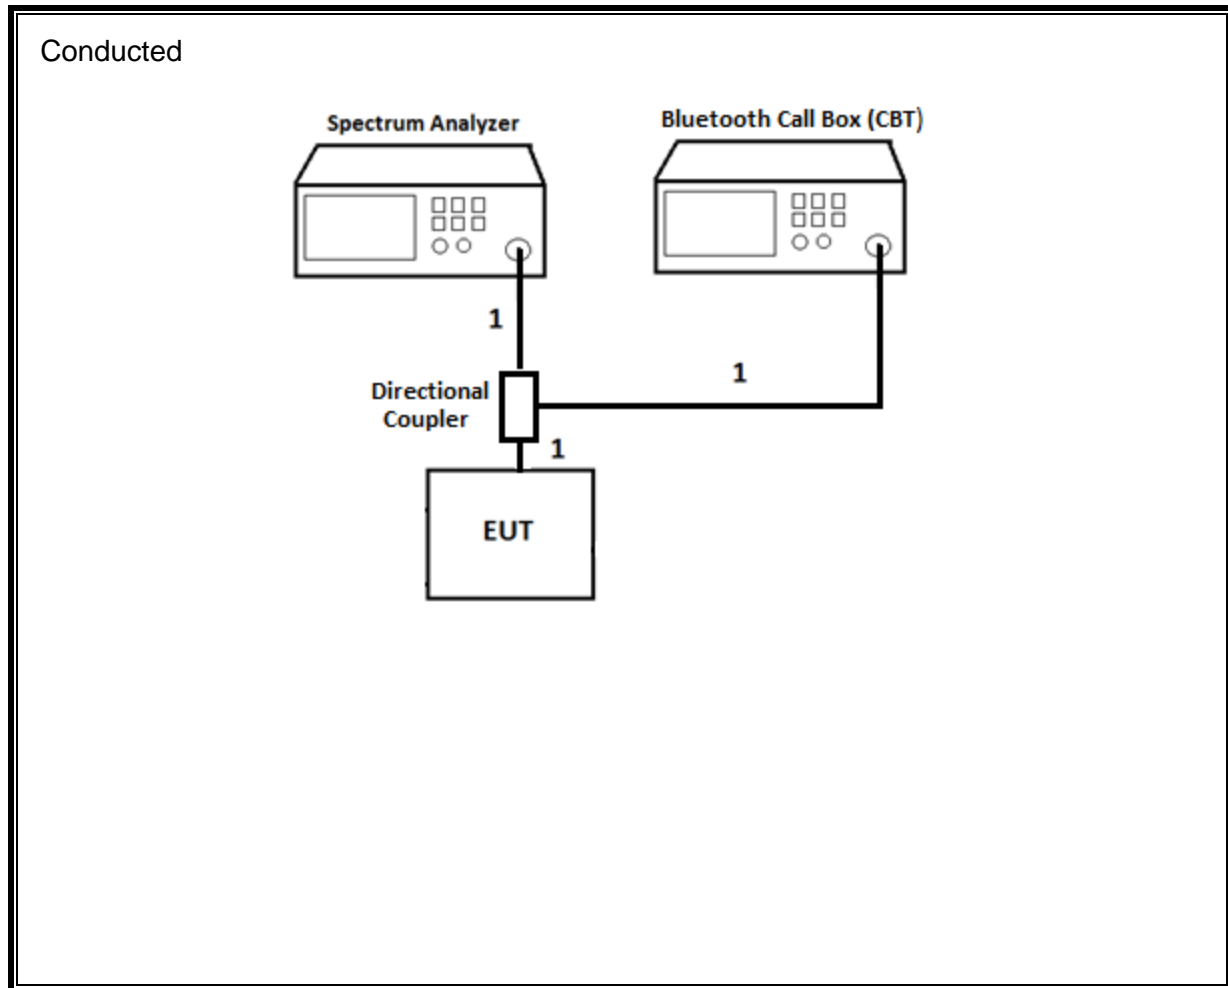 Conducted
Spectrum Analyzer
Bluetooth Call Box (CBT)
1
1
Directional
Coupler
1
EUT